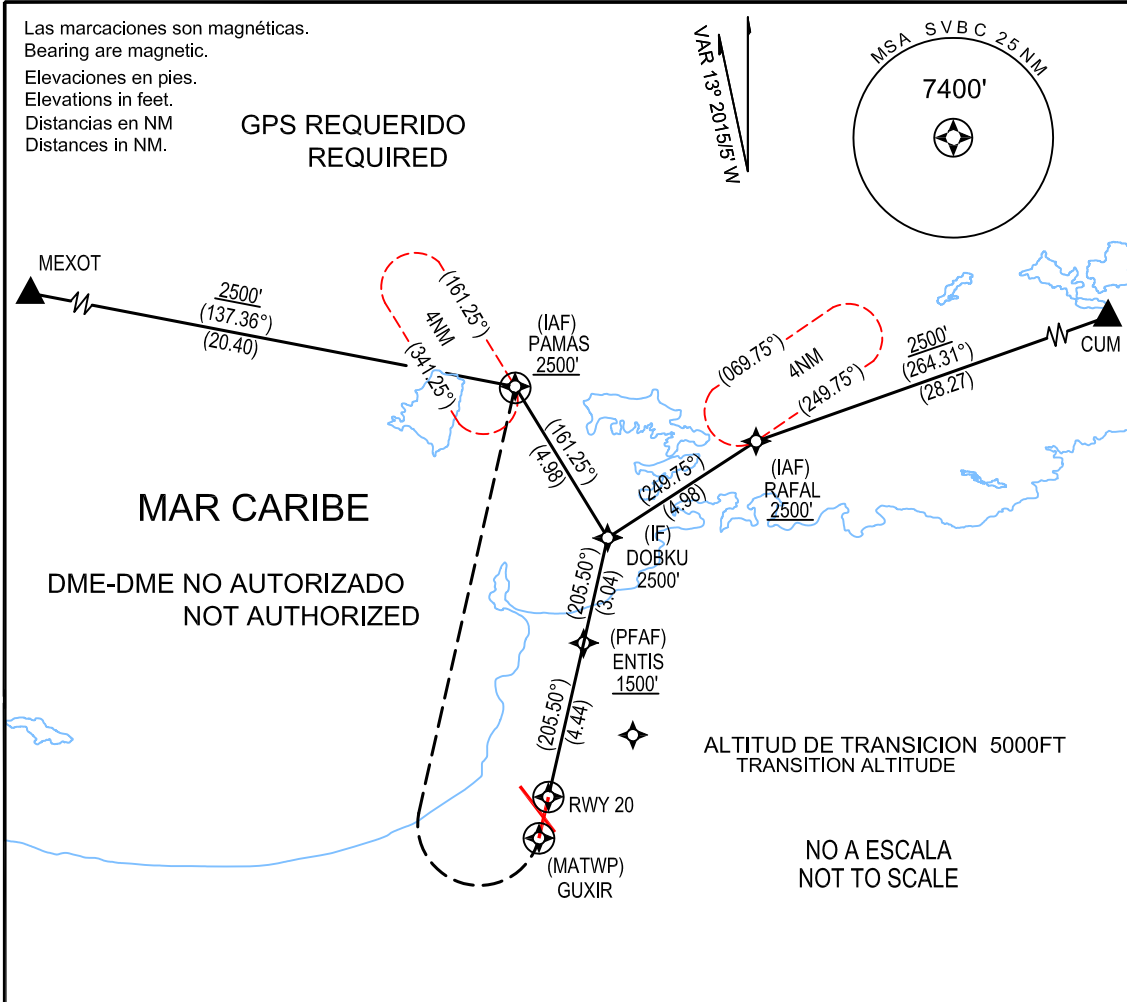 Las marcaciones son magnéticas.
Bearing are magnetic.
Elevaciones en pies.
Elevations in feet.
Distancias en NM
Distances in NM.
GPS REQUERIDO
REQUIRED
VAR 13º 2015/5' W
MSA SVBC 25 NM
7400'
MEXOT
2500'
(137.36°)
(20.40)
(161.25°)
4NM
(341.25°)
(IAF)
PAMAS
2500'
(069.75°)
4NM
(249.75°)
2500'
(264.31°)
(28.27)
CUM
(161.25°)
(4.98)
(249.75°)
(4.98)
(IAF)
RAFAL
2500'
(IF)
DOBKU
2500'
MAR CARIBE
DME-DME NO AUTORIZADO
NOT AUTHORIZED
(205.50°)
(3.04)
(PFAF)
ENTIS
1500'
(205.50°)
(4.44)
ALTITUD DE TRANSICION 5000FT
TRANSITION ALTITUDE
RWY 20
(MATWP)
GUXIR
NO A ESCALA
NOT TO SCALE